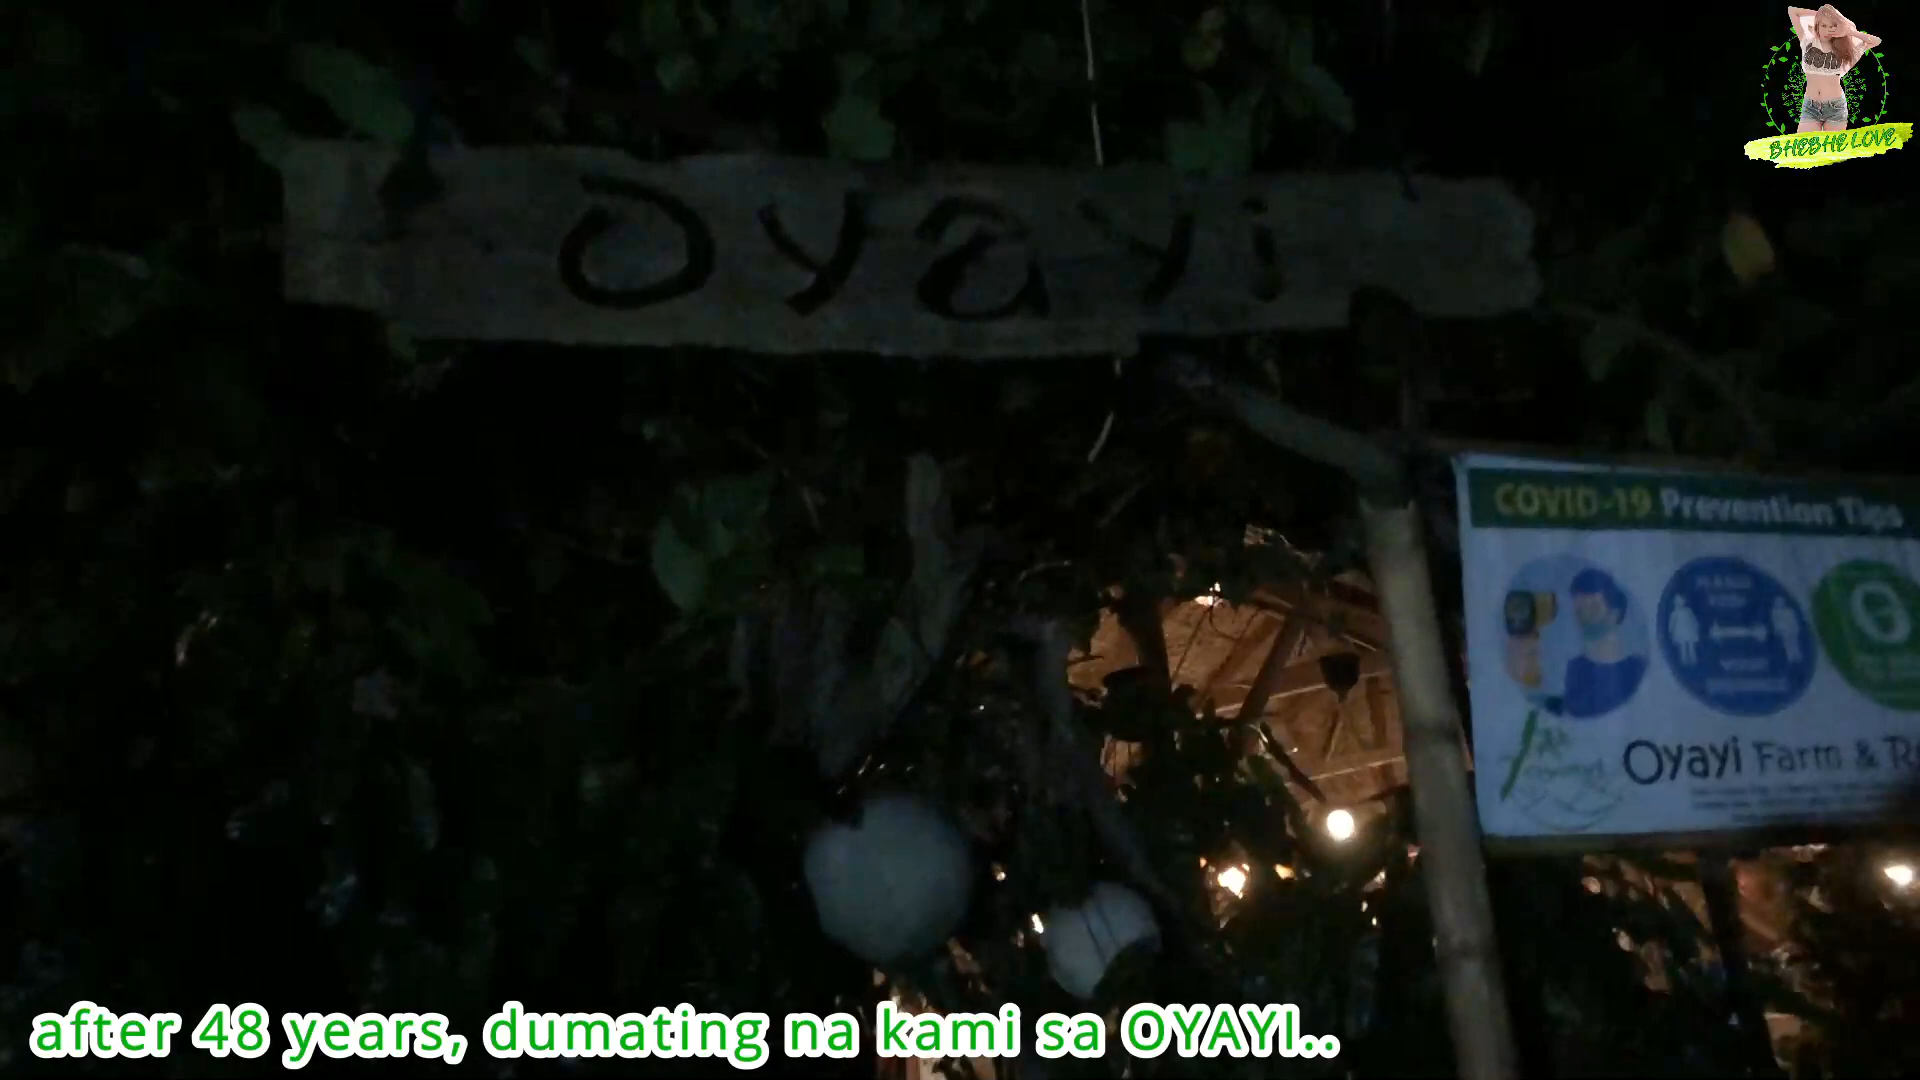 BHEBHE LOVE
Oyayi
COVID-19 Prevention Tips
Oyayi Farm &
after 48 years, dumating na kami sa OYAYI..